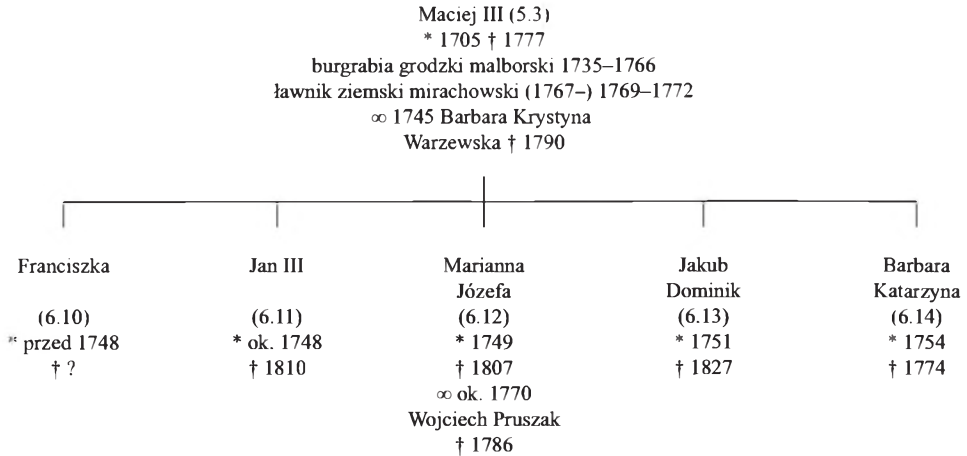 Maciej III (5.3)
* 1705 † 1777
burgrabia grodzki malborski 1735–1766
ławnik ziemski mirachowski (1767–) 1769–1772
∞ 1745 Barbara Krystyna
Warzewska † 1790
Franciszka
(6.10)
* przed 1748
† ?
Jan III
(6.11)
* ok. 1748
† 1810
Marianna
Józefa
(6.12)
* 1749
† 1807
∞ ok. 1770
Wojciech Pruszak
† 1786
Jakub
Dominik
(6.13)
* 1751
† 1827
Barbara
Katarzyna
(6.14)
* 1754
† 1774